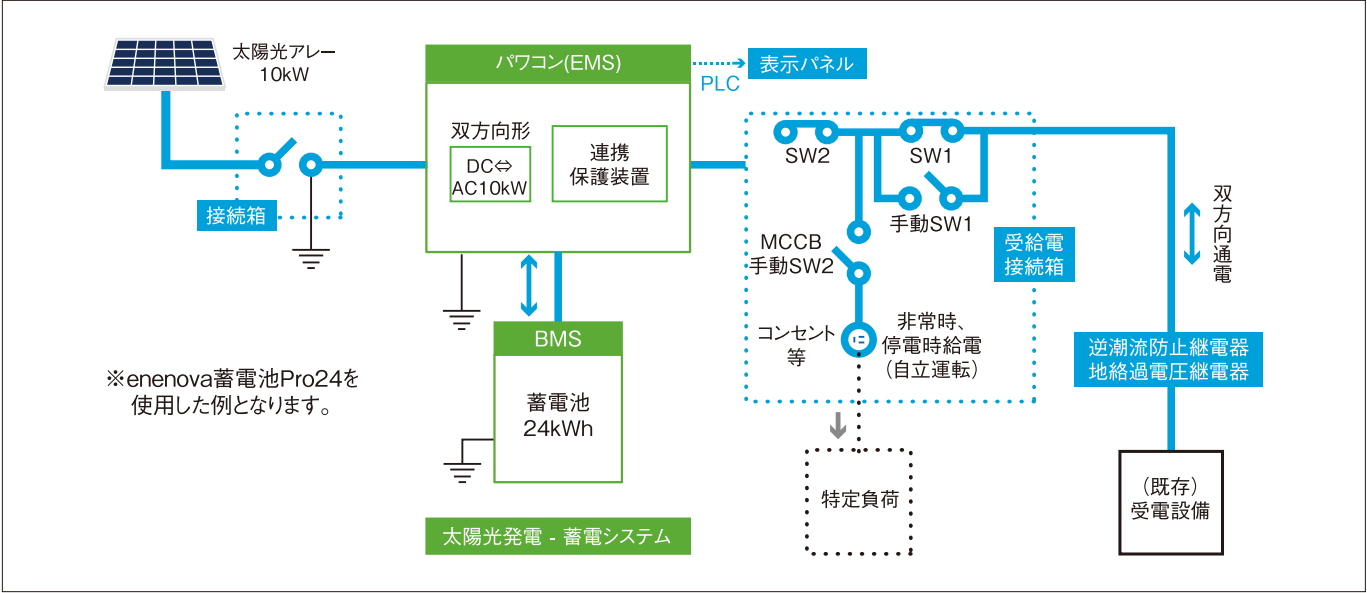 太陽光アレー
10kW
パワコン(EMS)
PLC
表示パネル
双方向形
DC⇔
AC10kW
連携
保護装置
接続箱
SW2
SW1
手動SW1
MCCB
手動SW2
受給電
接続箱
双方向通電
BMS
蓄電池
24kWh
コンセント
等
非常時、
停電時給電
（自立運転）
逆潮流防止継電器
地絡過電圧継電器
※enenova蓄電池Pro24を
使用した例となります。
特定負荷
（既存）
受電設備
太陽光発電 - 蓄電システム